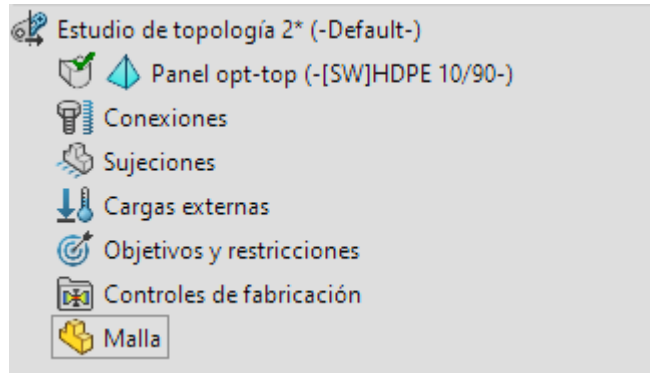 Estudio de topología 2* (-Default-)
Panel opt-top (-[SW]HDPE 10/90-)
Conexiones
Sujeciones
Cargas externas
Objetivos y restricciones
Controles de fabricación
Malla